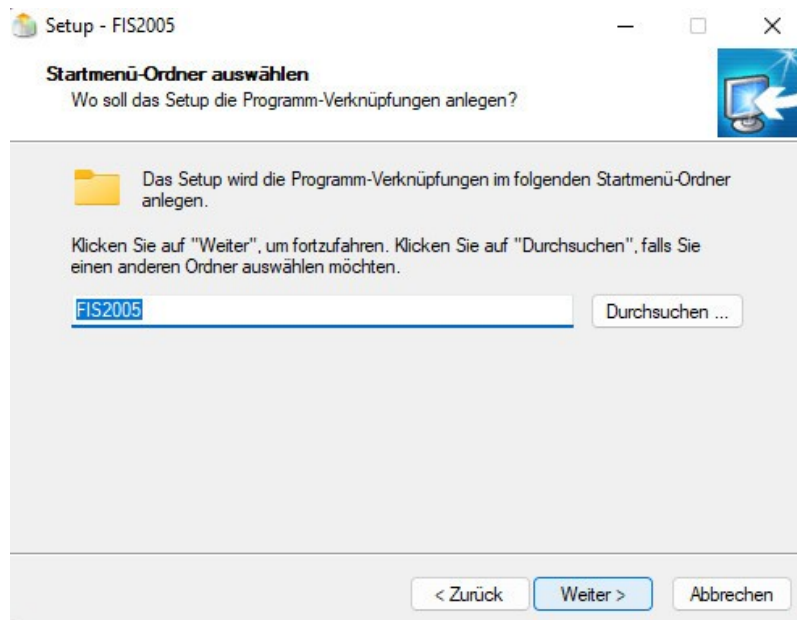 Setup - FIS2005
Startmenü-Ordner auswählen
Wo soll das Setup die Programm-Verknüpfungen anlegen?
Das Setup wird die Programm-Verknüpfungen im folgenden Startmenü-Ordner
anlegen.
Klicken Sie auf "Weiter", um fortzufahren. Klicken Sie auf "Durchsuchen", falls Sie
einen anderen Ordner auswählen möchten.
FIS2005 Durchsuchen ...
< Zurück Weiter > Abbrechen